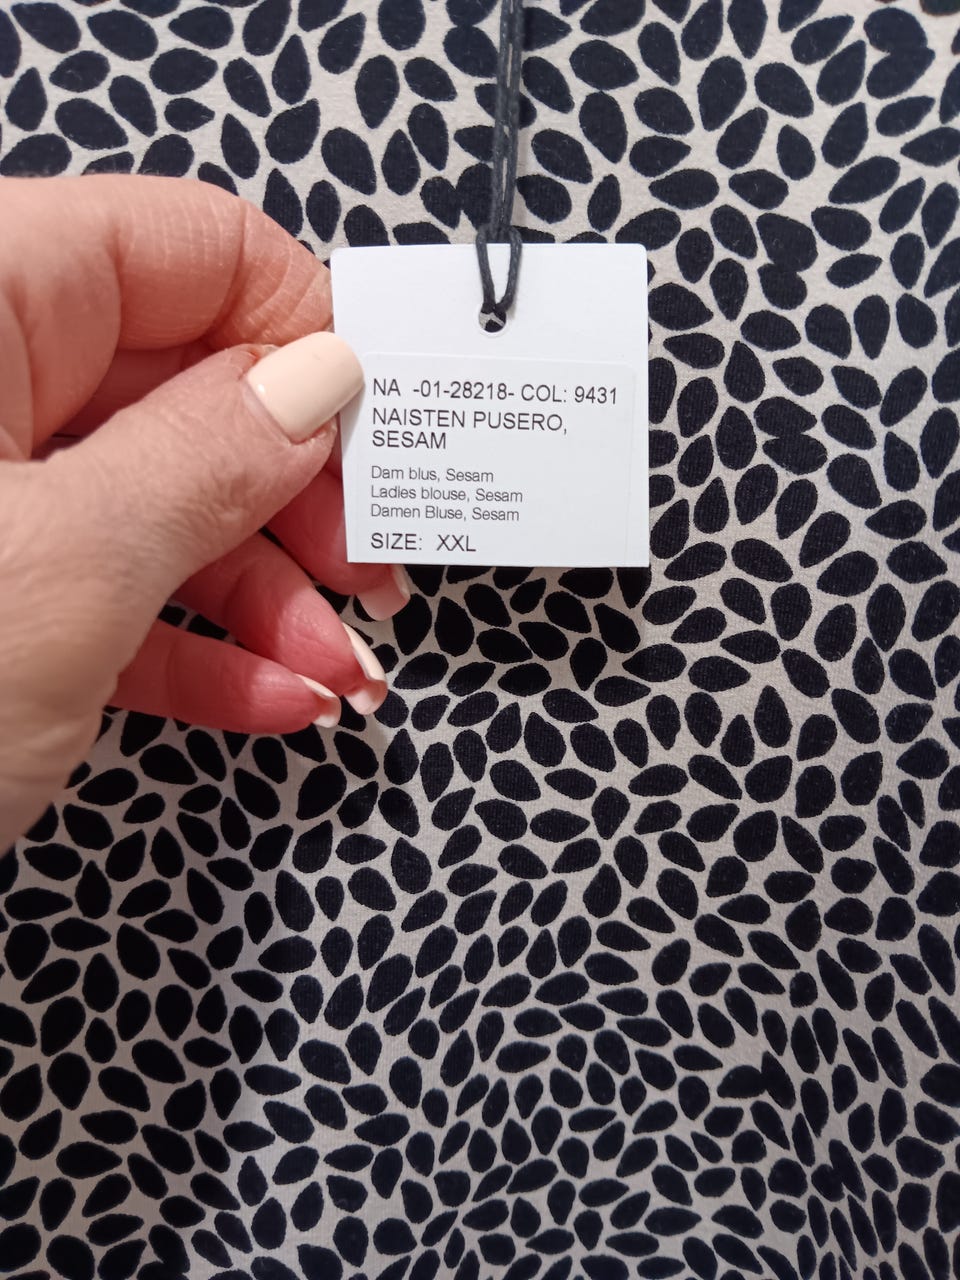 NA -01-28218- COL: 9431
NAISTEN PUSERO,
SESAM
Dam blus, Sesam
Ladies blouse, Sesam
Damen Bluse, Sesam
SIZE: XXL